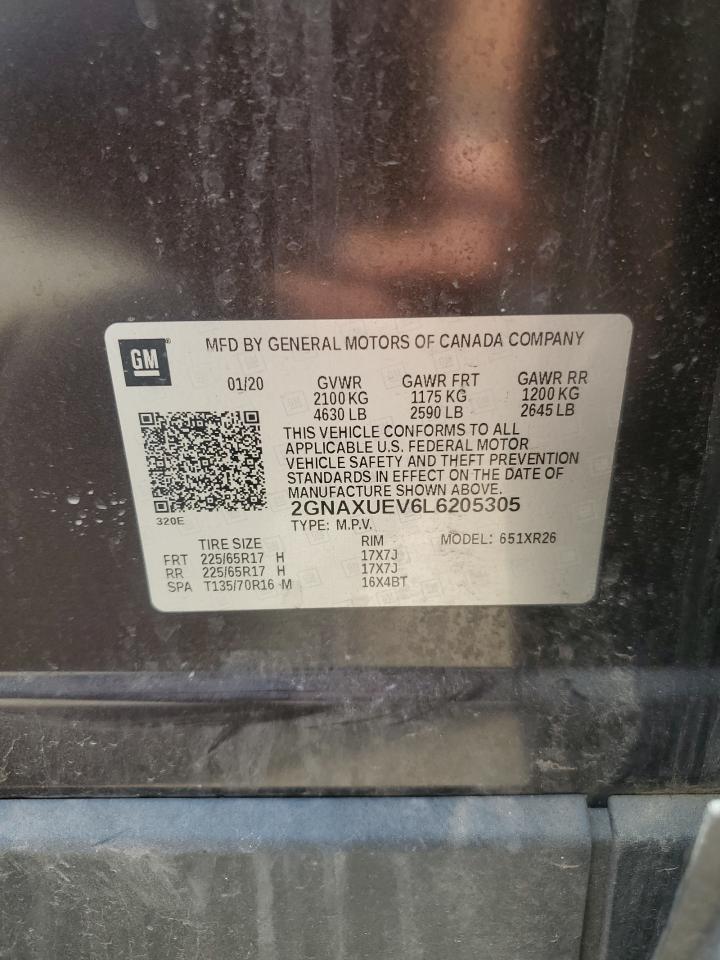 GM
MFD BY GENERAL MOTORS OF CANADA COMPANY
01/20 GVWR GAWR FRT GAWR RR
2100 KG 1175 KG 1200 KG
4630 LB 2590 LB 2645 LB
THIS VEHICLE CONFORMS TO ALL
APPLICABLE U.S. FEDERAL MOTOR
VEHICLE SAFETY AND THEFT PREVENTION
STANDARDS IN EFFECT ON THE DATE OF
MANUFACTURE SHOWN ABOVE.
2GNAXUEV6L6205305
320E
TYPE: M.P.V.
TIRE SIZE RIM MODEL: 651XR26
FRT 225/65R17 H 17X7J
RR 225/65R17 H 17X7J
SPA T135/70R16 M 16X4BT